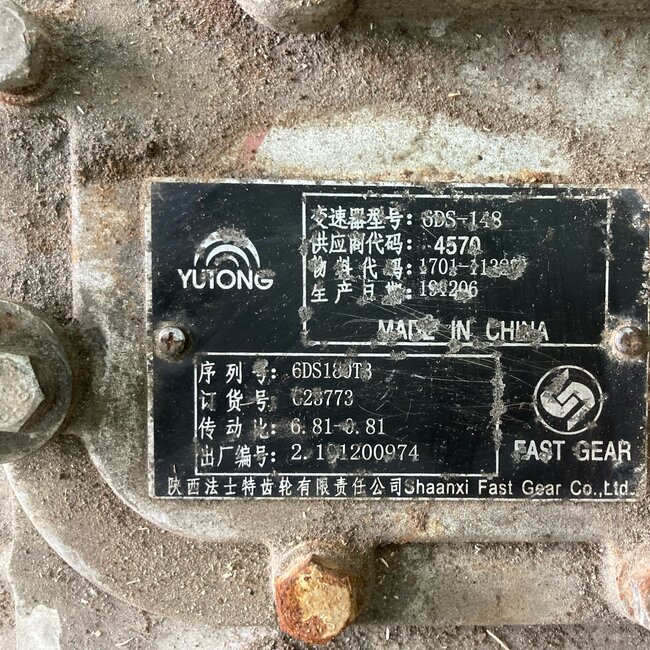 YUTONG
变速器型号: 6DS-148
供应商代码: 4570
物料代码:
生产日期:
MADE IN CHINA
序列号:
订货号
传动比: 6.81-0.81
出厂编号:
FAST GEAR
陕西法士特齿轮有限责任公司Shaanxi Fast Gear Co.,Ltd.